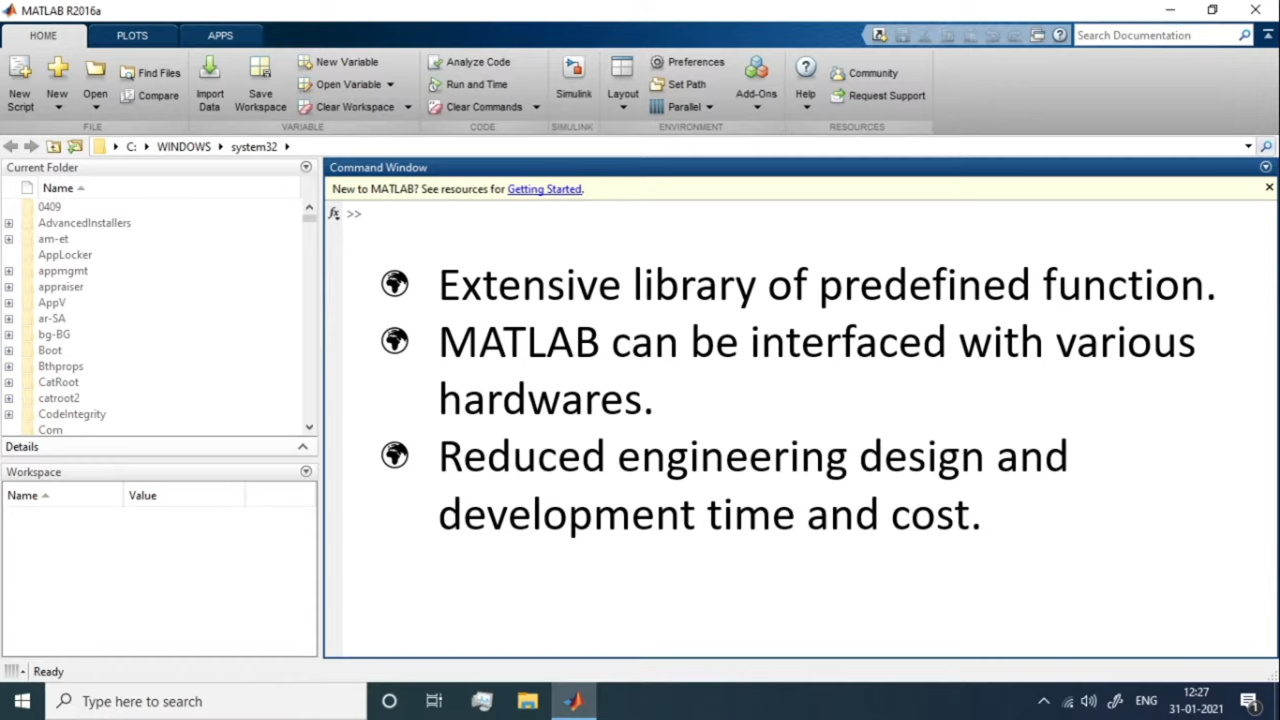 MATLAB R2016a
HOME PLOTS APPS
Search Documentation
New Script
New
Open
Find Files
Compare
Import Data
Save Workspace
New Variable
Open Variable
Clear Workspace
Analyze Code
Run and Time
Clear Commands
Simulink
Layout
Preferences
Set Path
Parallel
Add-Ons
Help
Community
Request Support
FILE VARIABLE CODE SIMULINK ENVIRONMENT RESOURCES
C: WINDOWS system32
Current Folder
Name
0409
AdvancedInstallers
am-et
AppLocker
appmgmt
appraiser
AppV
ar-SA
bg-BG
Boot
Bthprops
CatRoot
catroot2
CodeIntegrity
Com
Details
Workspace
Name Value
Command Window
New to MATLAB? See resources for Getting Started.
fx >>
Extensive library of predefined function.
MATLAB can be interfaced with various
hardwares.
Reduced engineering design and
development time and cost.
Ready
Type here to search
ENG
12:27
31-01-2021
1